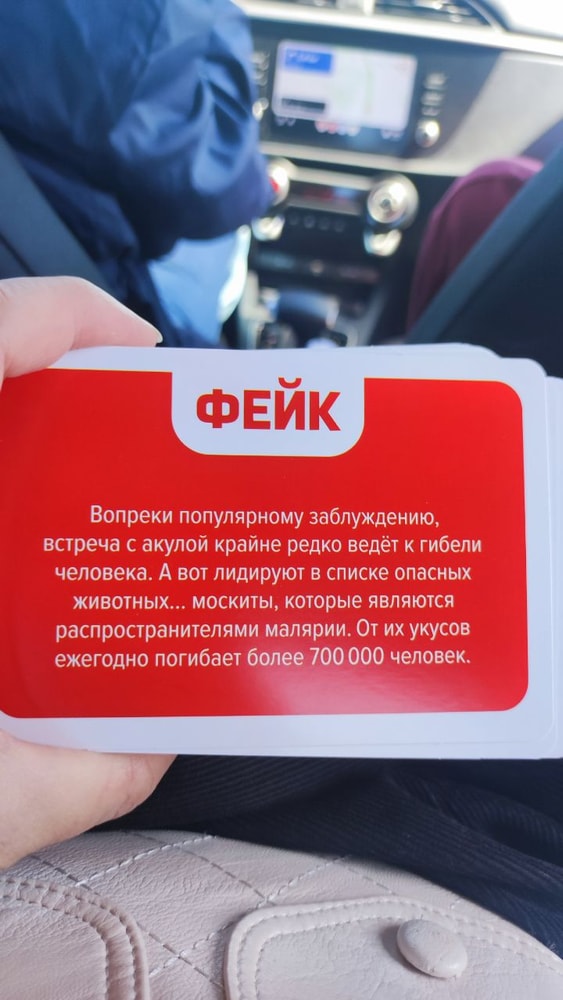 ФЕЙК
Вопреки популярному заблуждению,
встреча с акулой крайне редко ведёт к гибели
человека. А вот лидируют в списке опасных
животных... москиты, которые являются
распространителями малярии. От их укусов
ежегодно погибает более 700 000 человек.